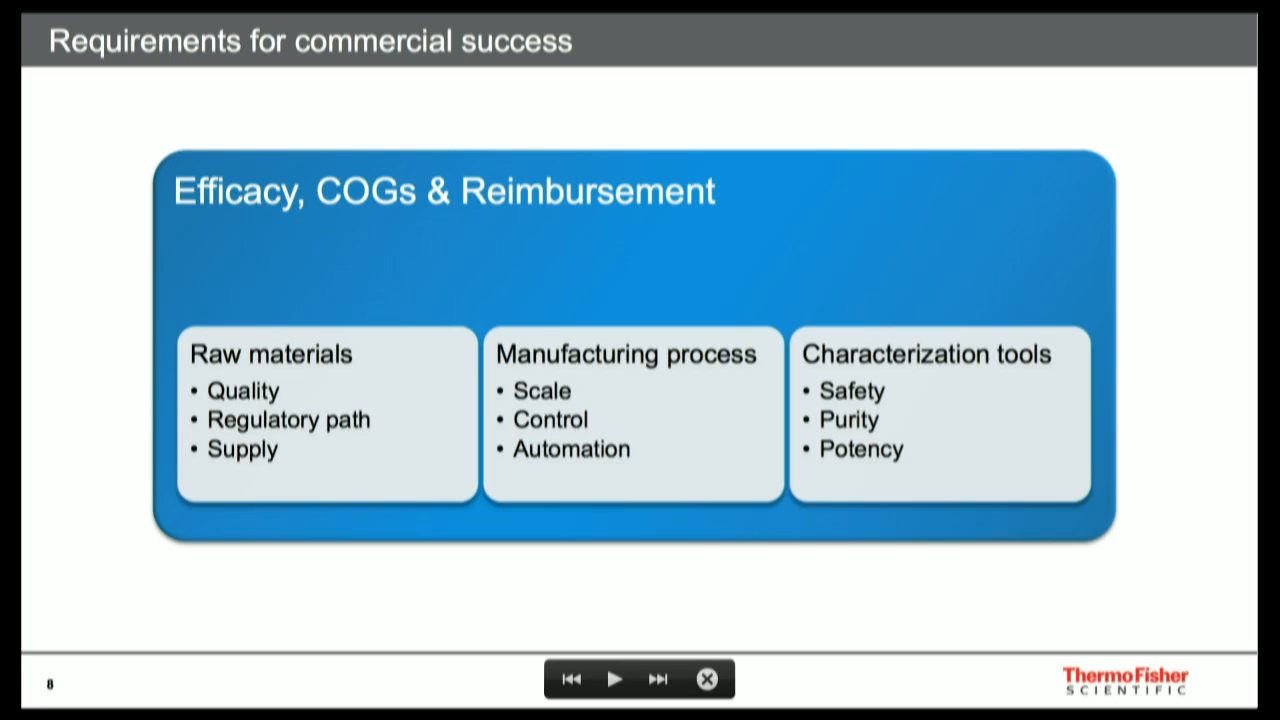 Requirements for commercial success
Efficacy, COGs & Reimbursement
Raw materials
• Quality
• Regulatory path
• Supply
Manufacturing process
• Scale
• Control
• Automation
Characterization tools
• Safety
• Purity
• Potency
8
ThermoFisher
SCIENTIFIC